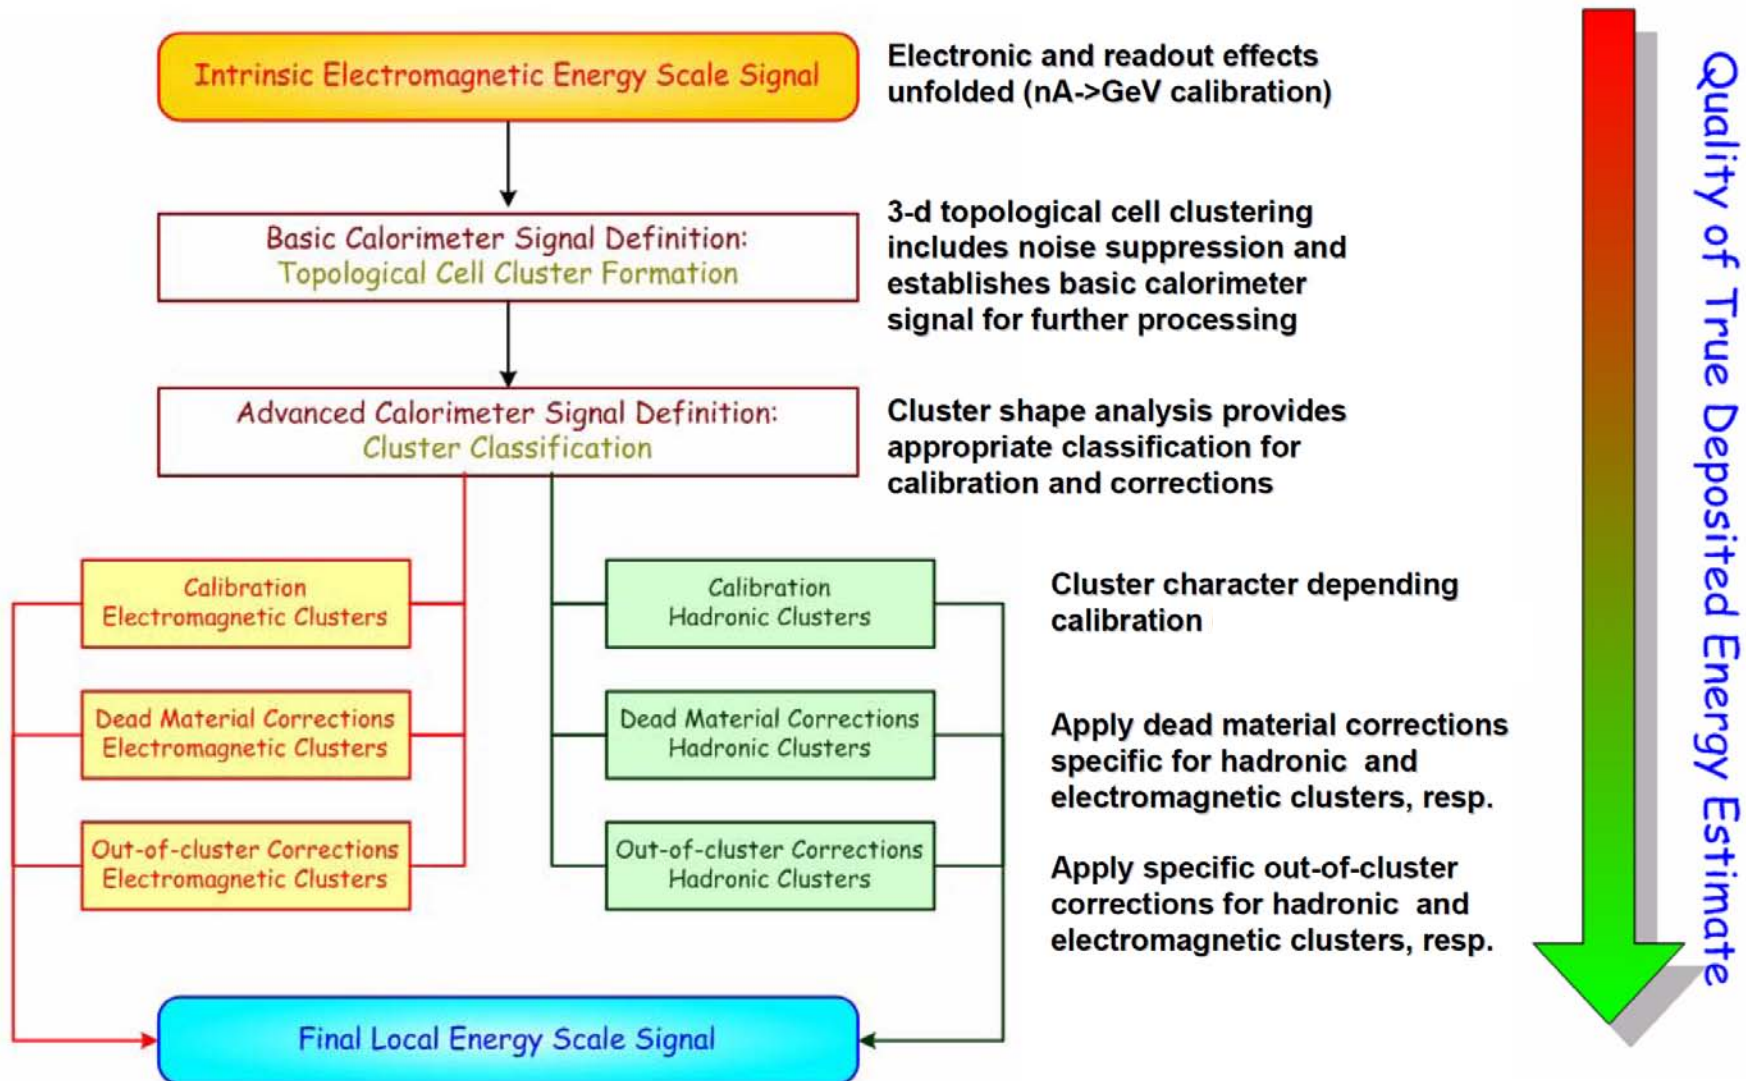 Intrinsic Electromagnetic Energy Scale Signal
Electronic and readout effects
unfolded (nA->GeV calibration)
Basic Calorimeter Signal Definition:
Topological Cell Cluster Formation
3-d topological cell clustering
includes noise suppression and
establishes basic calorimeter
signal for further processing
Advanced Calorimeter Signal Definition:
Cluster Classification
Cluster shape analysis provides
appropriate classification for
calibration and corrections
Calibration
Electromagnetic Clusters
Calibration
Hadronic Clusters
Cluster character depending
calibration
Dead Material Corrections
Electromagnetic Clusters
Dead Material Corrections
Hadronic Clusters
Apply dead material corrections
specific for hadronic and
electromagnetic clusters, resp.
Out-of-cluster Corrections
Electromagnetic Clusters
Out-of-cluster Corrections
Hadronic Clusters
Apply specific out-of-cluster
corrections for hadronic and
electromagnetic clusters, resp.
Final Local Energy Scale Signal
Quality of True Deposited Energy Estimate